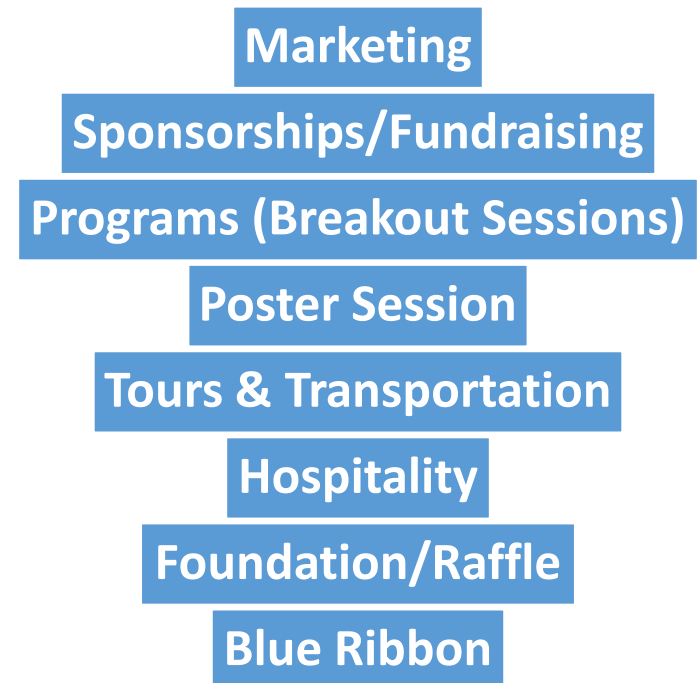 Marketing
Sponsorships/Fundraising
Programs (Breakout Sessions)
Poster Session
Tours & Transportation
Hospitality
Foundation/Raffle
Blue Ribbon